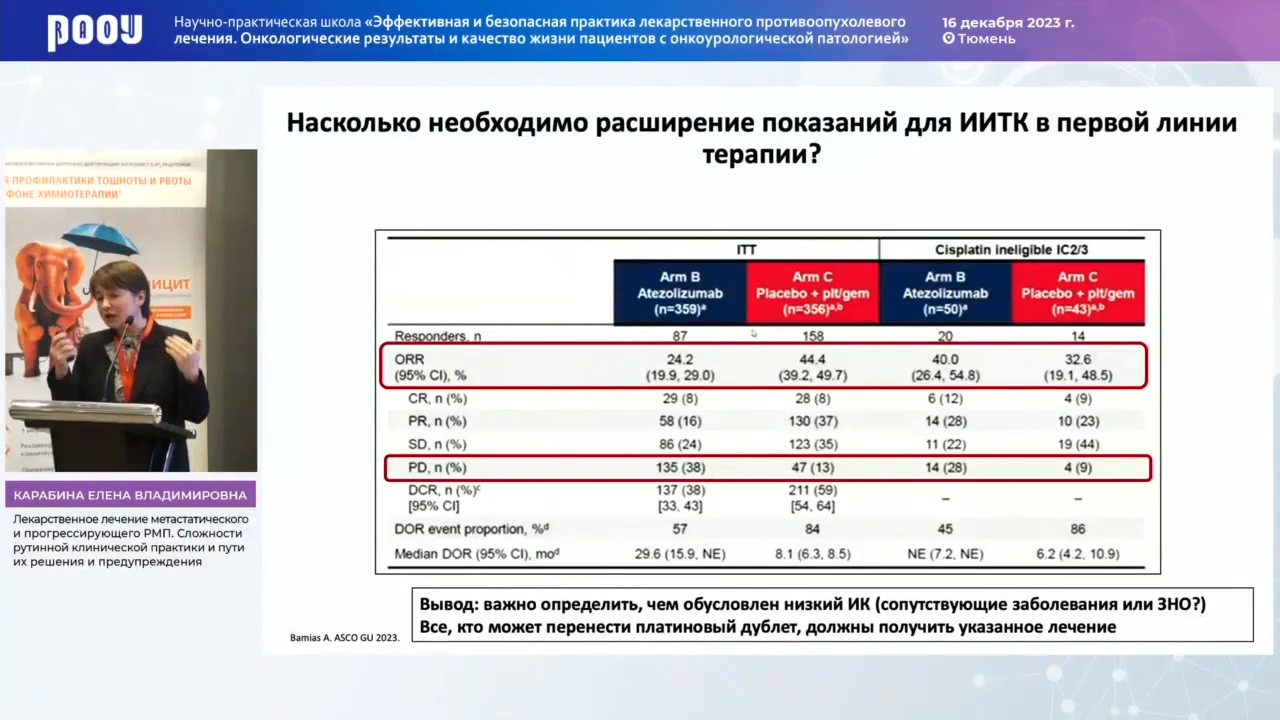 РООУ
RAOU
Научно-практическая школа «Эффективная и безопасная практика лекарственного противоопухолевого
лечения. Онкологические результаты и качество жизни пациентов с онкоурологической патологией»
16 декабря 2023 г.
Тюмень
Насколько необходимо расширение показаний для ИИТК в первой линии
терапии?
ITT Cisplatin ineligible IC2/3
Arm B Atezolizumab (n=359)ᵃ Arm C Placebo + plt/gem (n=356)ᵃ,ᵇ Arm B Atezolizumab (n=50)ᵃ Arm C Placebo + plt/gem (n=43)ᵃ,ᵇ
Responders, n 87 158 20 14
ORR 24.2 44.4 40.0 32.6
(95% CI), % (19.9, 29.0) (39.2, 49.7) (26.4, 54.8) (19.1, 48.5)
CR, n (%) 29 (8) 28 (8) 6 (12) 4 (9)
PR, n (%) 58 (16) 130 (37) 14 (28) 10 (23)
SD, n (%) 86 (24) 123 (35) 11 (22) 19 (44)
PD, n (%) 135 (38) 47 (13) 14 (28) 4 (9)
DCR, n (%)ᶜ 137 (38) 211 (59) – –
[95% CI] [33, 43] [54, 64]
DOR event proportion, %ᵈ 57 84 45 86
Median DOR (95% CI), moᵈ 29.6 (15.9, NE) 8.1 (6.3, 8.5) NE (7.2, NE) 6.2 (4.2, 10.9)
Вывод: важно определить, чем обусловлен низкий ИК (сопутствующие заболевания или ЗНО?)
Все, кто может перенести платиновый дублет, должны получить указанное лечение
Bamias A. ASCO GU 2023.
Я ПРОФИЛАКТИКИ ТОШНОТЫ И РВОТЫ
ФОНЕ ХИМИОТЕРАПИИ¹
ИЦИТ
КАРАБИНА ЕЛЕНА ВЛАДИМИРОВНА
Лекарственное лечение метастатического
и прогрессирующего РМП. Сложности
рутинной клинической практики и пути
их решения и предупреждения